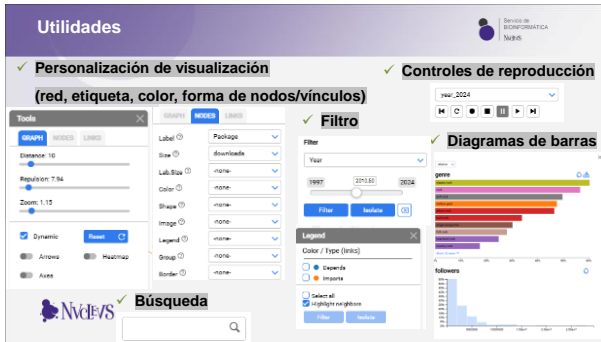 Utilidades
Servicio de
BIOINFORMÁTICA
Nucleus
✓ Personalización de visualización
(red, etiqueta, color, forma de nodos/vínculos)
✓ Controles de reproducción
year_2024
Tools
GRAPH NODES LINKS
Distance: 10
Repulsion: 7.94
Zoom: 1.15
Dynamic
Reset
Arrows
Heatmap
Axes
GRAPH NODES LINKS
Label Package
Size downloads
Lab.Size -none-
Color -none-
Shape -none-
Image -none-
Legend -none-
Group -none-
Border -none-
✓ Filtro
Filter
Year
1997 2010.50 2024
Filter Isolate
Legend
Color / Type (links)
Depends
Imports
Select all
Highlight neighbors
Filter Isolate
✓ Diagramas de barras
genre
followers
NVCLEVS
✓ Búsqueda